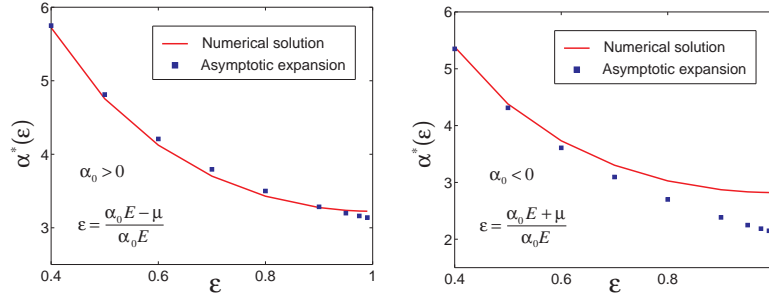 Numerical solution
Asymptotic expansion
α*(ε)
α₀ > 0
ε = (α₀E − μ) / (α₀E)
6
5
4
3
0.4 0.6 0.8 1
ε
Numerical solution
Asymptotic expansion
α*(ε)
α₀ < 0
ε = (α₀E + μ) / (α₀E)
6
5
4
3
2
0.4 0.6 0.8
ε